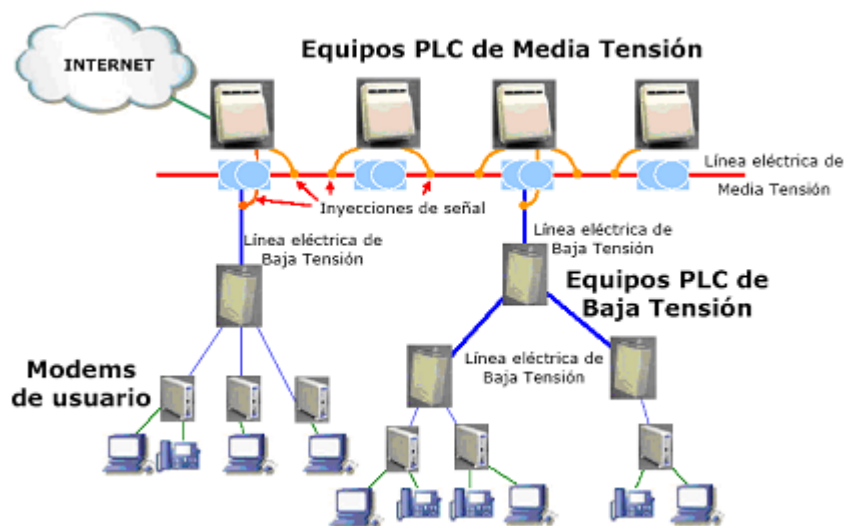 Equipos PLC de Media Tensión
INTERNET
Línea eléctrica de
Media Tensión
Inyecciones de señal
Línea eléctrica de
Baja Tensión
Línea eléctrica de
Baja Tensión
Equipos PLC de
Baja Tensión
Línea eléctrica de
Baja Tensión
Modems
de usuario